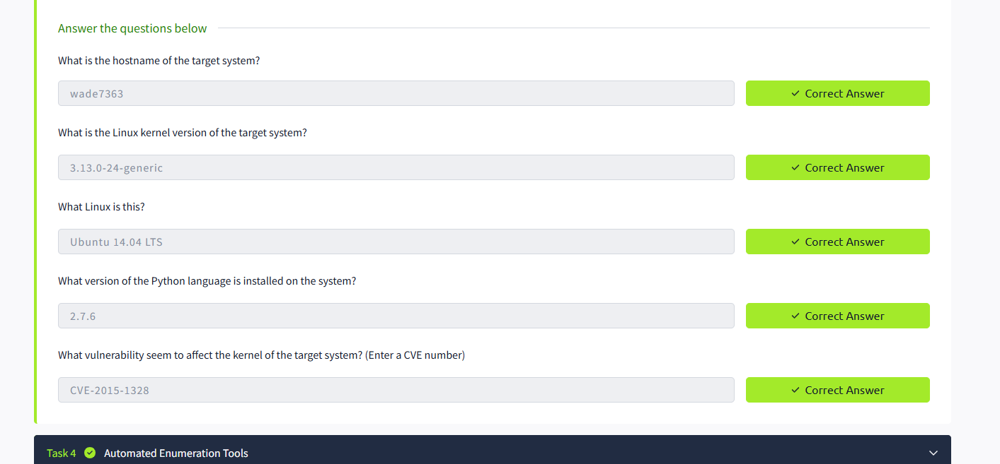 Answer the questions below
What is the hostname of the target system?
wade7363
Correct Answer
What is the Linux kernel version of the target system?
3.13.0-24-generic
Correct Answer
What Linux is this?
Ubuntu 14.04 LTS
Correct Answer
What version of the Python language is installed on the system?
2.7.6
Correct Answer
What vulnerability seem to affect the kernel of the target system? (Enter a CVE number)
CVE-2015-1328
Correct Answer
Task 4 Automated Enumeration Tools